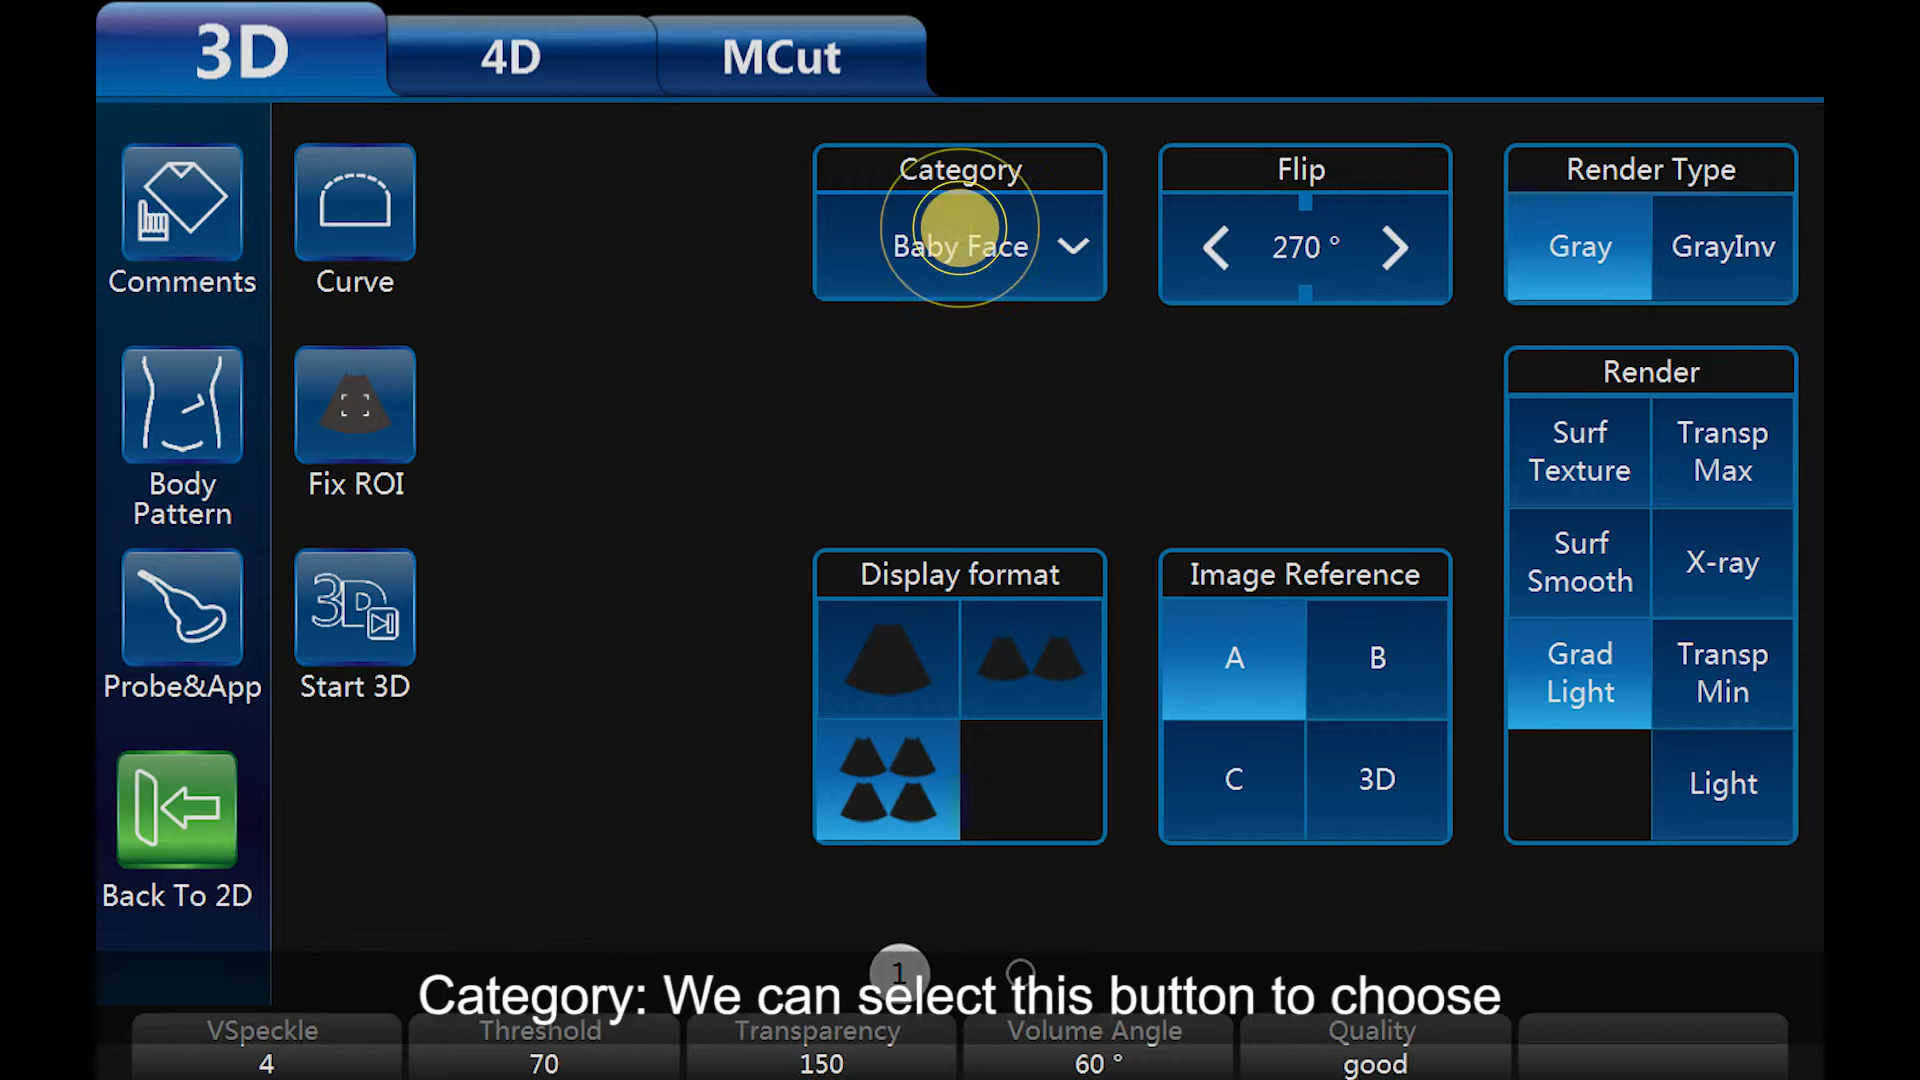 3D
4D
MCut
Comments
Curve
Category
Baby Face
Flip
270 °
Render Type
Gray
GrayInv
Body
Pattern
Fix ROI
Render
Surf
Texture
Transp
Max
Surf
Smooth
X-ray
Grad
Light
Transp
Min
Light
Probe&App
3D
Start 3D
Display format
Image Reference
A
B
C
3D
Back To 2D
1
Category: We can select this button to choose
VSpeckle
4
Threshold
70
Transparency
150
Volume Angle
60 °
Quality
good